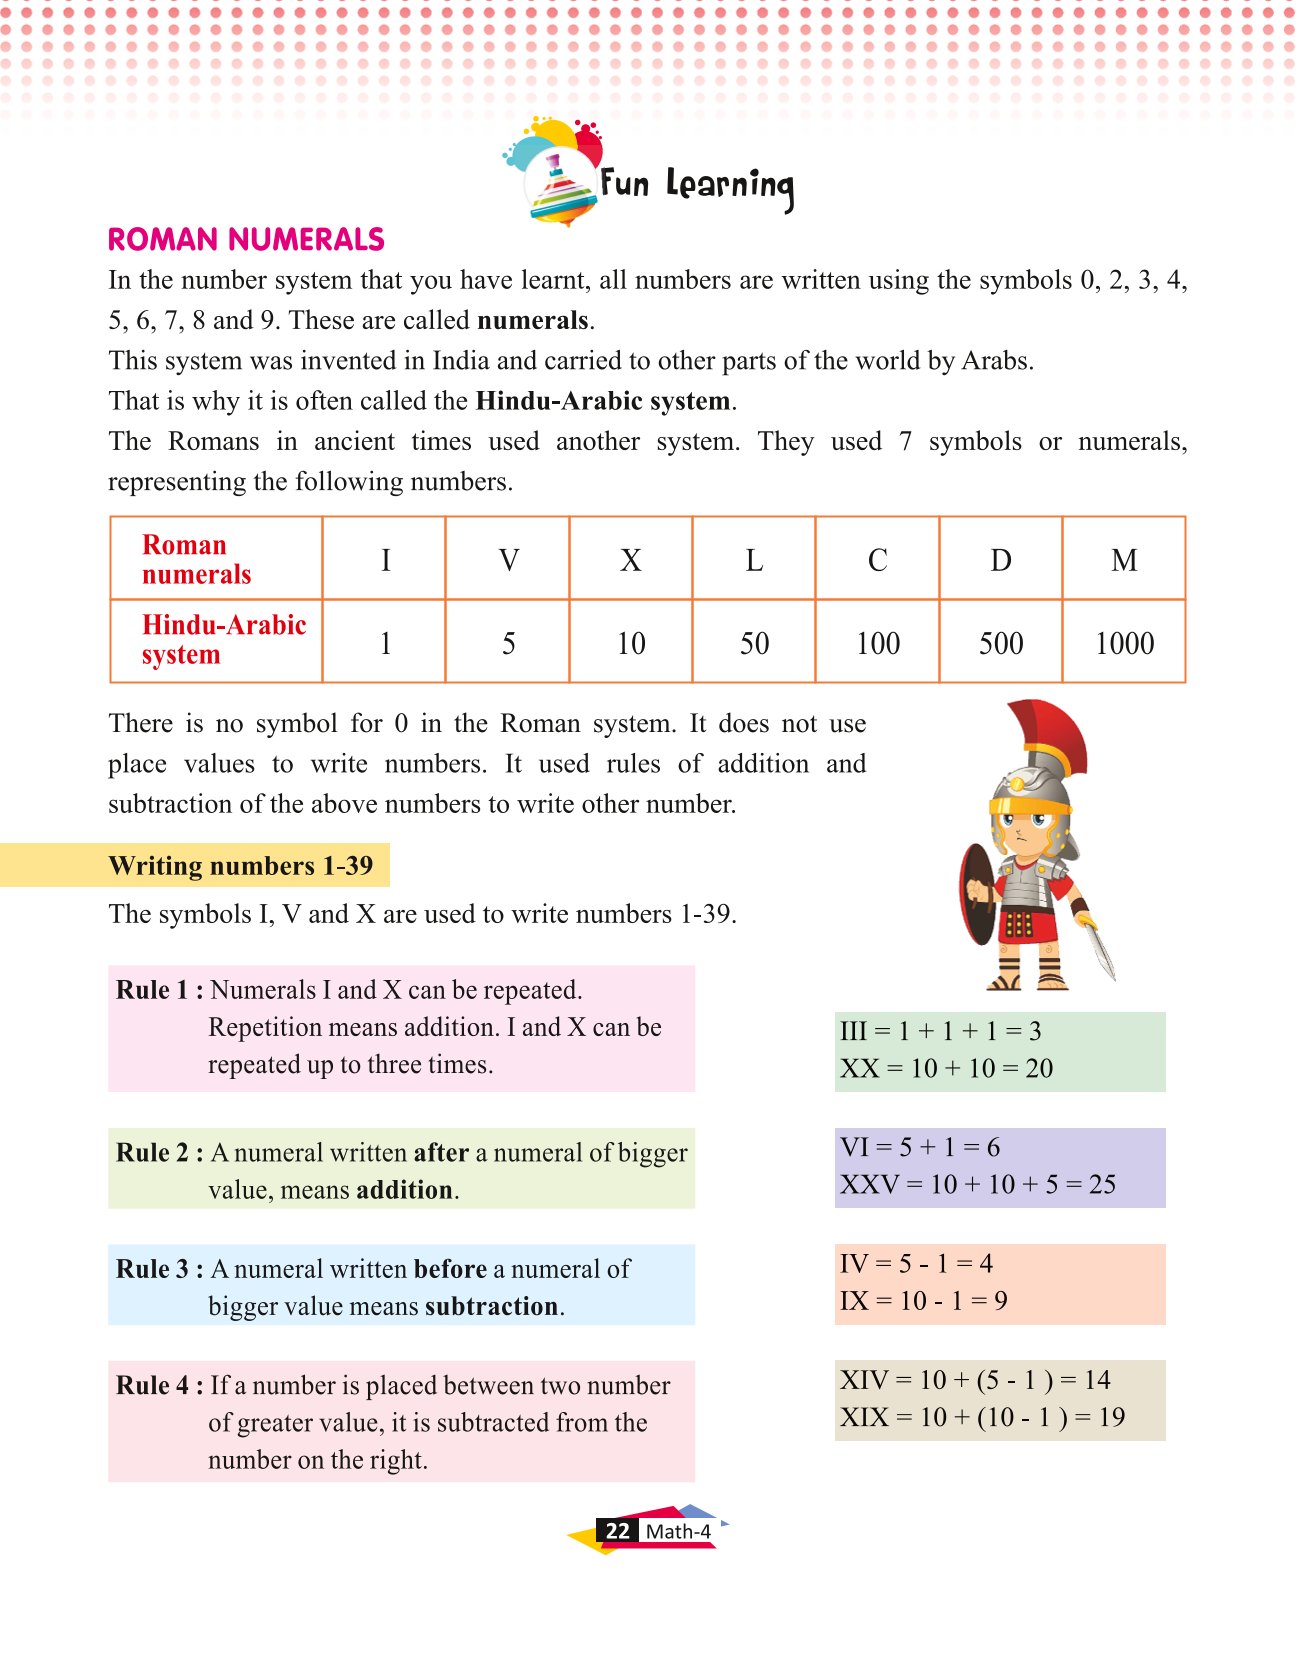 Fun Learning
ROMAN NUMERALS
In the number system that you have learnt, all numbers are written using the symbols 0, 2, 3, 4,
5, 6, 7, 8 and 9. These are called numerals.
This system was invented in India and carried to other parts of the world by Arabs.
That is why it is often called the Hindu-Arabic system.
The Romans in ancient times used another system. They used 7 symbols or numerals,
representing the following numbers.
Roman
numerals
I V X L C D M
Hindu-Arabic
system
1 5 10 50 100 500 1000
There is no symbol for 0 in the Roman system. It does not use
place values to write numbers. It used rules of addition and
subtraction of the above numbers to write other number.
Writing numbers 1-39
The symbols I, V and X are used to write numbers 1-39.
Rule 1 : Numerals I and X can be repeated.
Repetition means addition. I and X can be
repeated up to three times.
III = 1 + 1 + 1 = 3
XX = 10 + 10 = 20
Rule 2 : A numeral written after a numeral of bigger
value, means addition.
VI = 5 + 1 = 6
XXV = 10 + 10 + 5 = 25
Rule 3 : A numeral written before a numeral of
bigger value means subtraction.
IV = 5 - 1 = 4
IX = 10 - 1 = 9
Rule 4 : If a number is placed between two number
of greater value, it is subtracted from the
number on the right.
XIV = 10 + (5 - 1 ) = 14
XIX = 10 + (10 - 1 ) = 19
22 Math-4